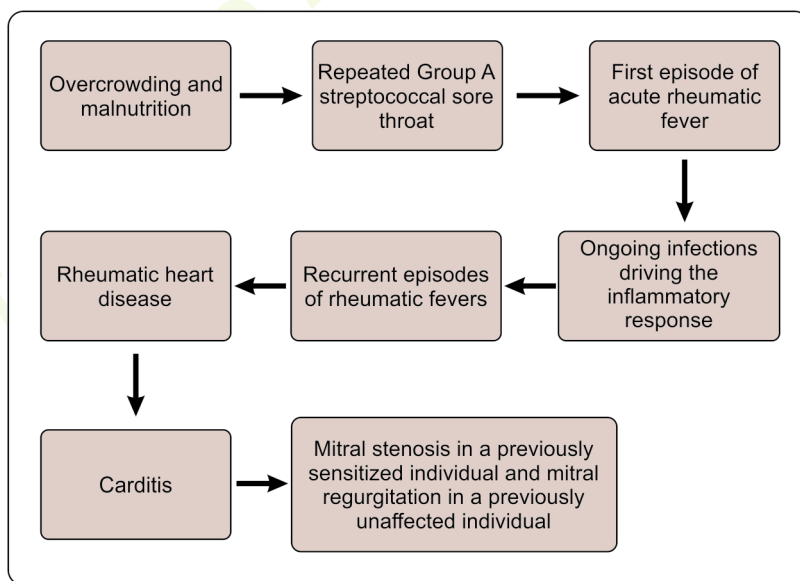 Overcrowding and
malnutrition
Repeated Group A
streptococcal sore
throat
First episode of
acute rheumatic
fever
Ongoing infections
driving the
inflammatory
response
Recurrent episodes
of rheumatic fevers
Rheumatic heart
disease
Carditis
Mitral stenosis in a previously
sensitized individual and mitral
regurgitation in a previously
unaffected individual